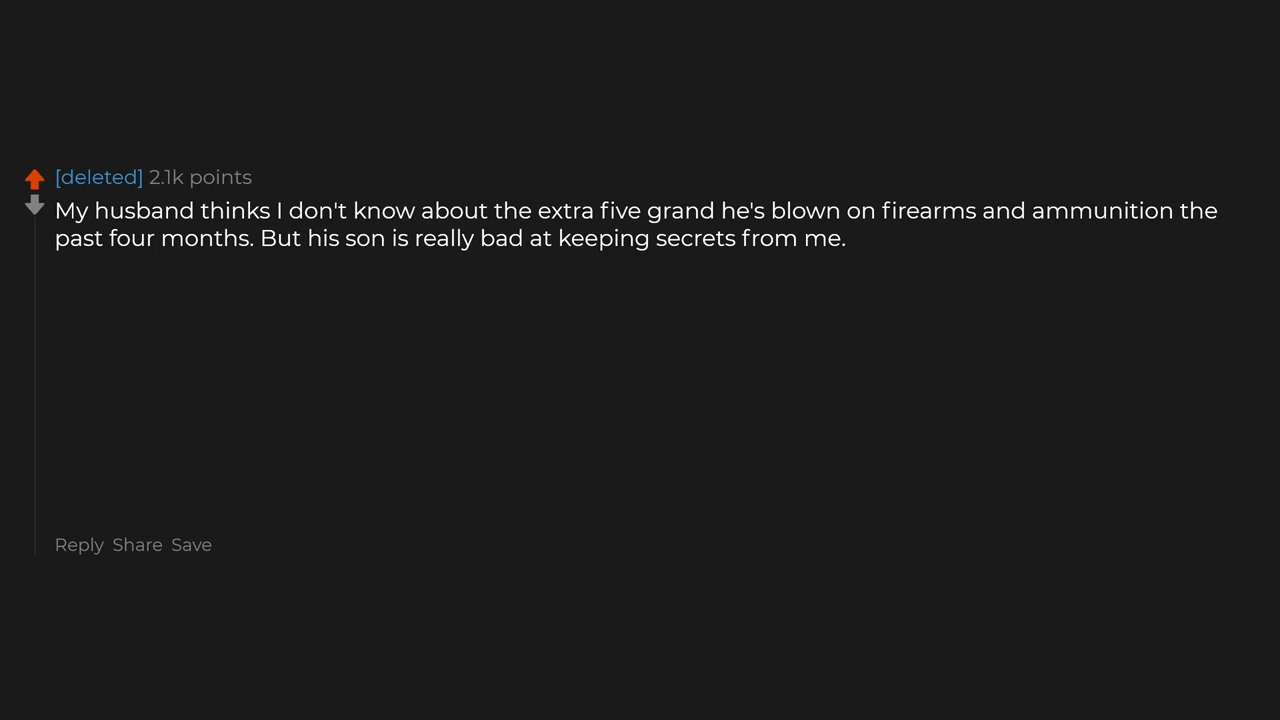 [deleted] 2.1k points
My husband thinks I don't know about the extra five grand he's blown on firearms and ammunition the
past four months. But his son is really bad at keeping secrets from me.
Reply Share Save